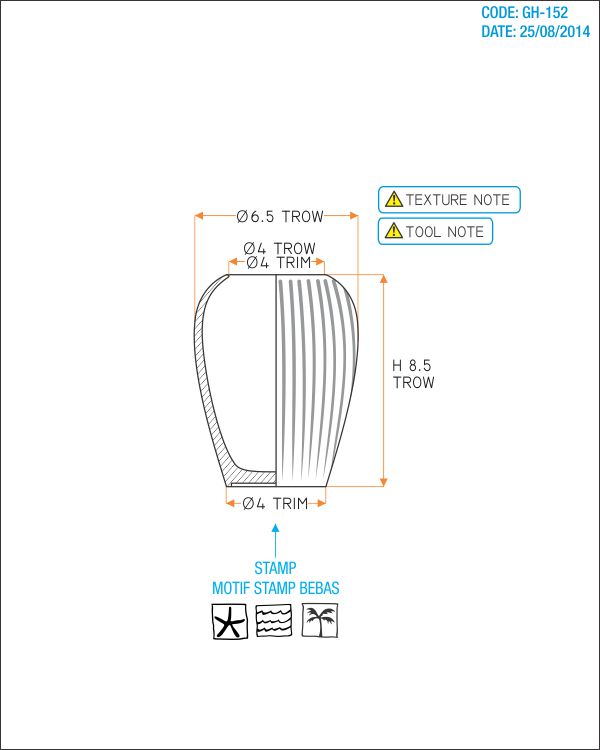 CODE: GH-152
DATE: 25/08/2014
TEXTURE NOTE
Ø6.5 TROW
TOOL NOTE
Ø4 TROW
Ø4 TRIM
H 8.5
TROW
Ø4 TRIM
STAMP
MOTIF STAMP BEBAS